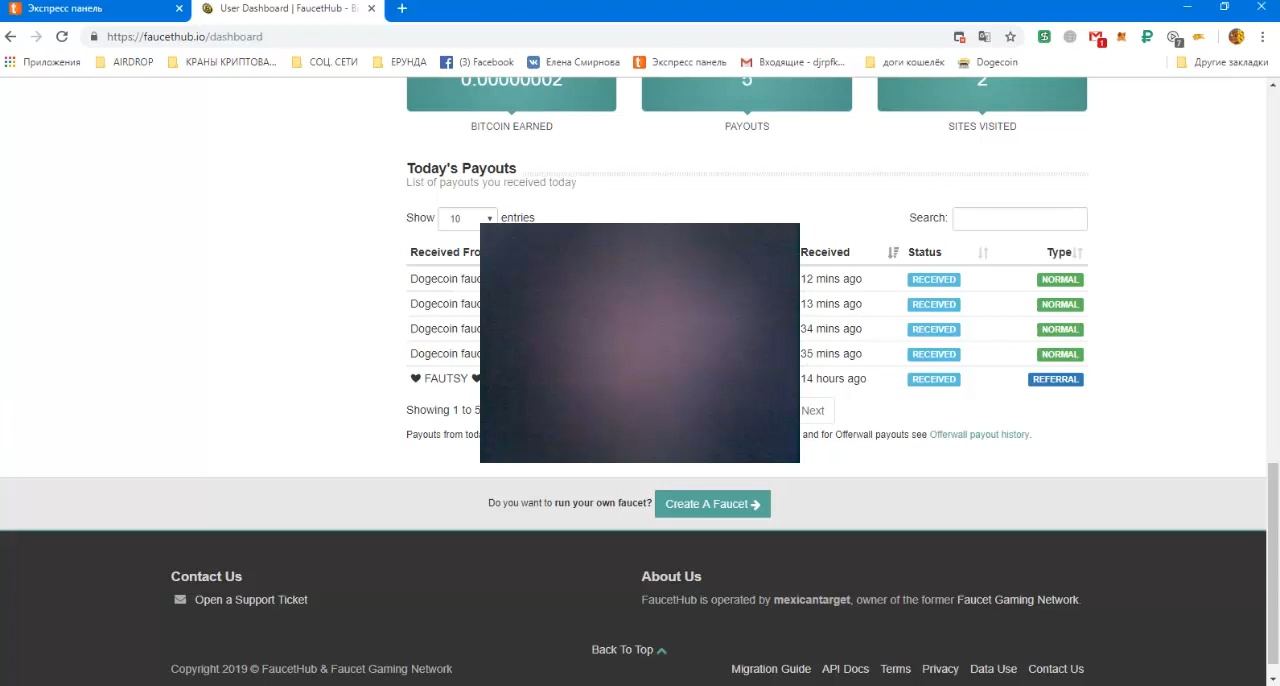 Экспресс панель
User Dashboard | FaucetHub - Bi
https://faucethub.io/dashboard
1
7
Приложения AIRDROP КРАНЫ КРИПТОВА... СОЦ. СЕТИ ЕРУНДА (3) Facebook Елена Смирнова Экспресс панель Входящие - djrpfk... доги кошелёк Dogecoin Другие закладки
0.00000002 5 2
BITCOIN EARNED PAYOUTS SITES VISITED
Today's Payouts
List of payouts you received today
Show 10 entries Search:
Received Fro Received Status Type
Dogecoin fauc 12 mins ago RECEIVED NORMAL
Dogecoin fauc 13 mins ago RECEIVED NORMAL
Dogecoin fauc 34 mins ago RECEIVED NORMAL
Dogecoin fauc 35 mins ago RECEIVED NORMAL
♥ FAUTSY ♥ 14 hours ago RECEIVED REFERRAL
Showing 1 to 5 Next
Payouts from toda and for Offerwall payouts see Offerwall payout history.
Do you want to run your own faucet? Create A Faucet
Contact Us About Us
Open a Support Ticket FaucetHub is operated by mexicantarget, owner of the former Faucet Gaming Network.
Back To Top
Copyright 2019 © FaucetHub & Faucet Gaming Network Migration Guide API Docs Terms Privacy Data Use Contact Us